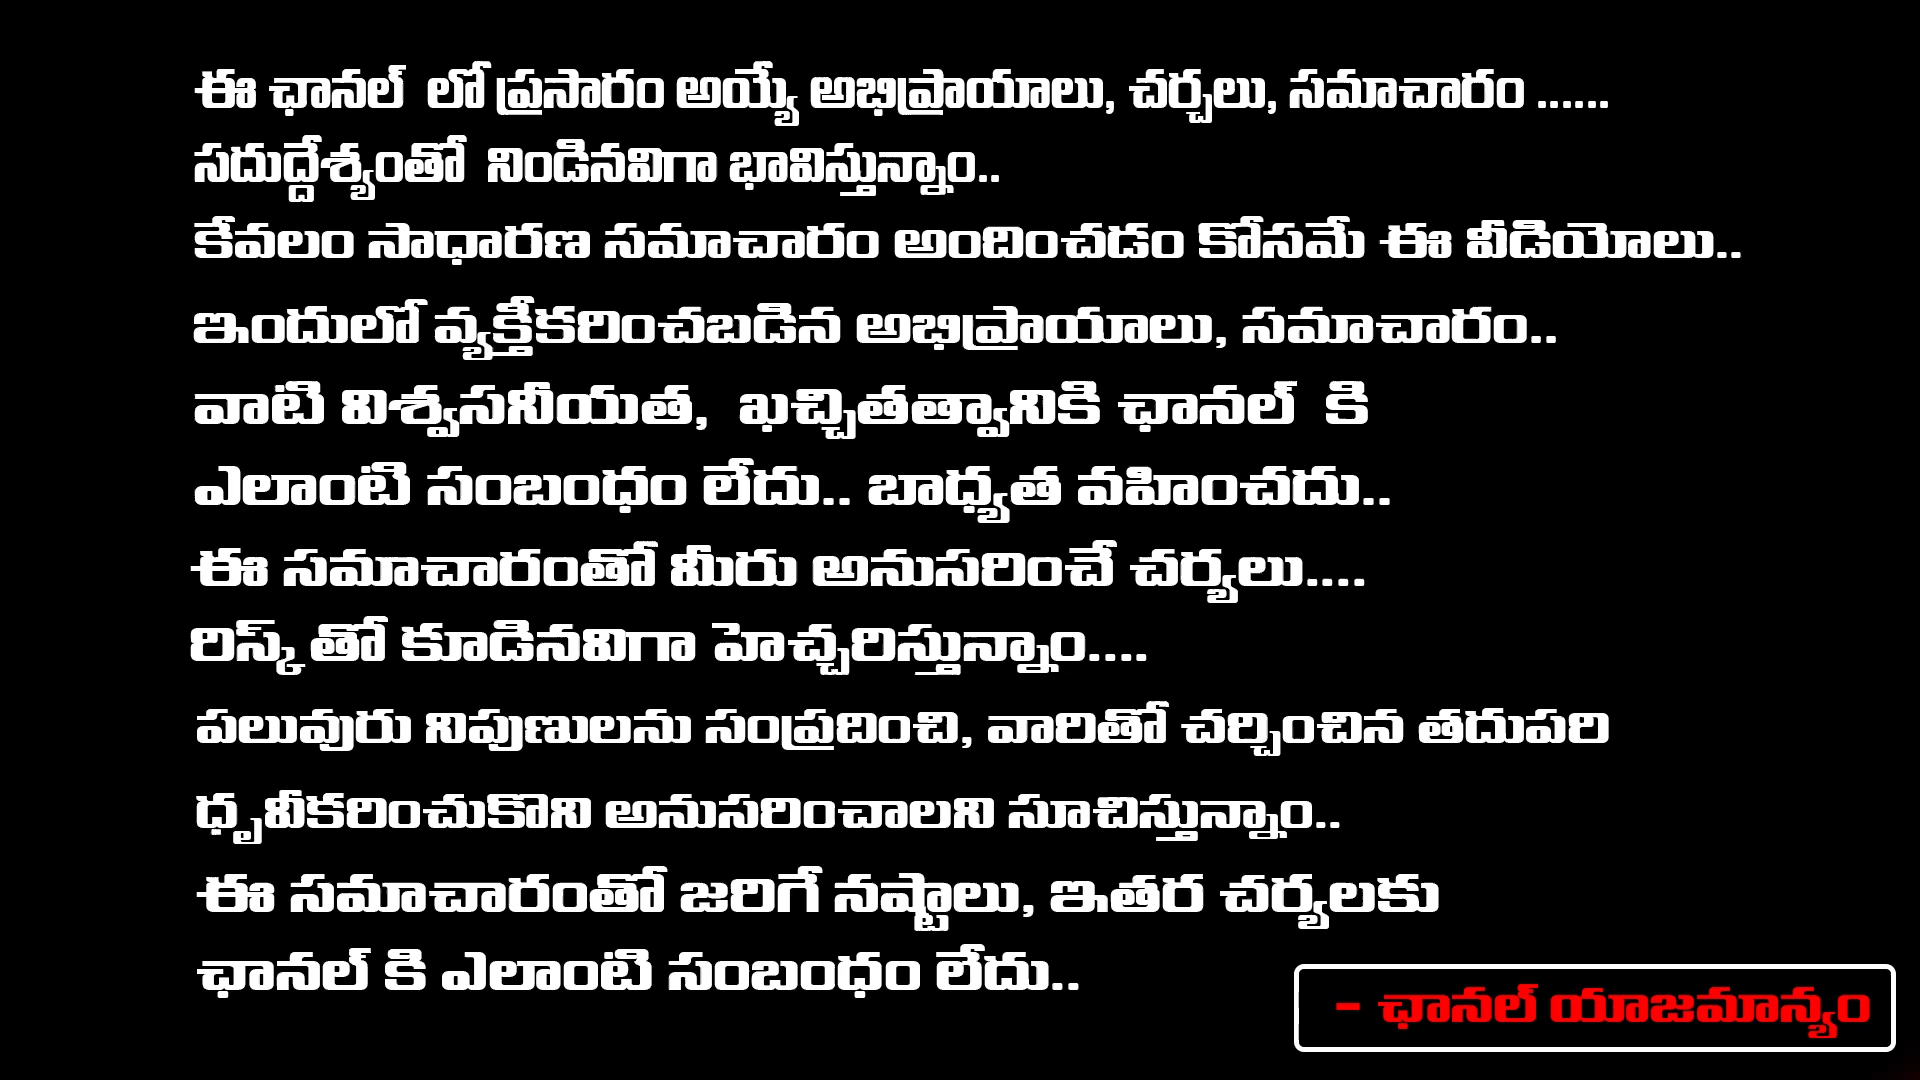 ఈ ఛానల్ లో ప్రసారం అయ్యే అభిప్రాయాలు, చర్చలు, సమాచారం ......
సదుద్దేశ్యంతో నిండినవిగా భావిస్తున్నాం..
కేవలం సాధారణ సమాచారం అందించడం కోసమే ఈ వీడియోలు..
ఇందులో వ్యక్తీకరించబడిన అభిప్రాయాలు, సమాచారం..
వాటి విశ్వసనీయత, ఖచ్చితత్వానికి ఛానల్ కి
ఎలాంటి సంబంధం లేదు.. బాధ్యత వహించదు..
ఈ సమాచారంతో మీరు అనుసరించే చర్యలు....
రిస్క్ తో కూడినవిగా హెచ్చరిస్తున్నాం....
పలువురు నిపుణులను సంప్రదించి, వారితో చర్చించిన తదుపరి
ధృవీకరించుకొని అనుసరించాలని సూచిస్తున్నాం..
ఈ సమాచారంతో జరిగే నష్టాలు, ఇతర చర్యలకు
ఛానల్ కి ఎలాంటి సంబంధం లేదు..
- ఛానల్ యాజమాన్యం